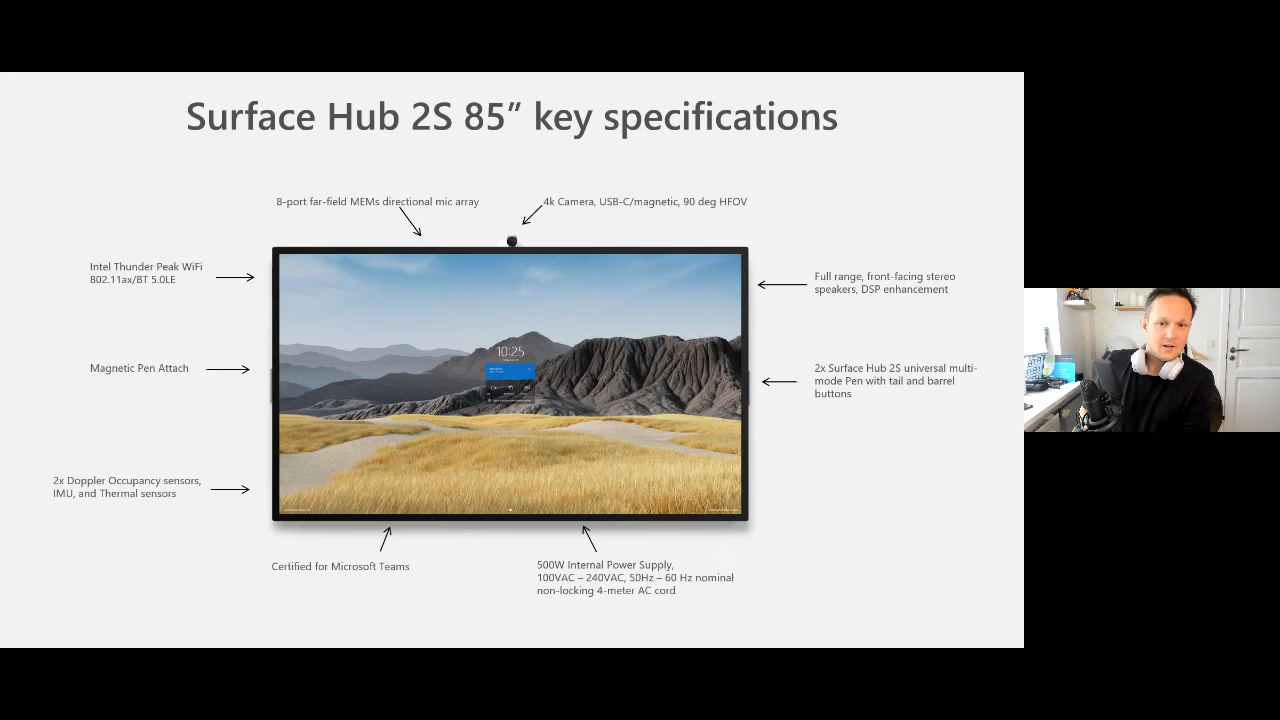 Surface Hub 2S 85” key specifications
8-port far-field MEMs directional mic array
4k Camera, USB-C/magnetic, 90 deg HFOV
Intel Thunder Peak WiFi
802.11ax/BT 5.0LE
Full range, front-facing stereo
speakers, DSP enhancement
10:25
Magnetic Pen Attach
2x Surface Hub 2S universal multi-
mode Pen with tail and barrel
buttons
2x Doppler Occupancy sensors,
IMU, and Thermal sensors
Certified for Microsoft Teams
500W Internal Power Supply,
100VAC – 240VAC, 50Hz – 60 Hz nominal
non-locking 4-meter AC cord